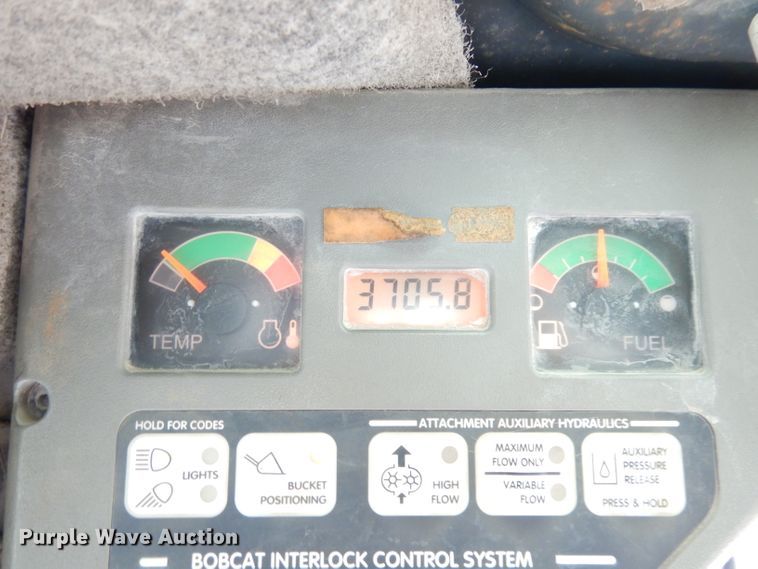 3705.8
TEMP
FUEL
HOLD FOR CODES
ATTACHMENT AUXILIARY HYDRAULICS
LIGHTS
BUCKET
POSITIONING
HIGH
FLOW
MAXIMUM
FLOW ONLY
VARIABLE
FLOW
AUXILIARY
PRESSURE
RELEASE
PRESS & HOLD
Purple Wave Auction
BOBCAT INTERLOCK CONTROL SYSTEM